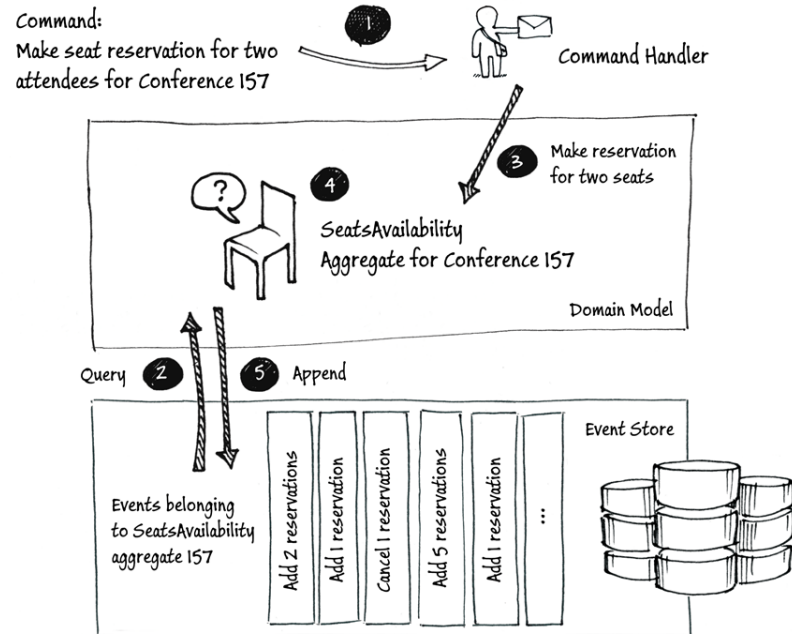 Command:
Make seat reservation for two
attendees for Conference 157
1
Command Handler
3
Make reservation
for two seats
?
4
SeatsAvailability
Aggregate for Conference 157
Domain Model
Query
2
5
Append
Event Store
Events belonging
to SeatsAvailability
aggregate 157
Add 2 reservations
Add 1 reservation
Cancel 1 reservation
Add 5 reservations
Add 1 reservation
...